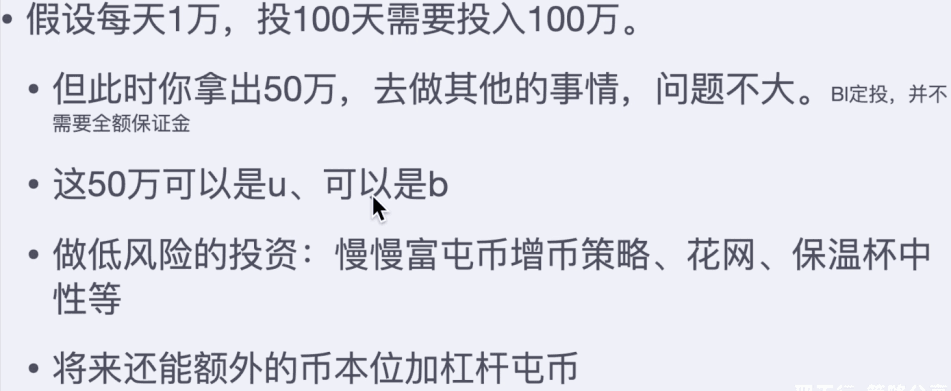 • 假设每天1万，投100天需要投入100万。
• 但此时你拿出50万，去做其他的事情，问题不大。BI定投，并不
需要全额保证金
• 这50万可以是u、可以是b
• 做低风险的投资：慢慢富屯币增币策略、花网、保温杯中
性等
• 将来还能额外的币本位加杠杆屯币